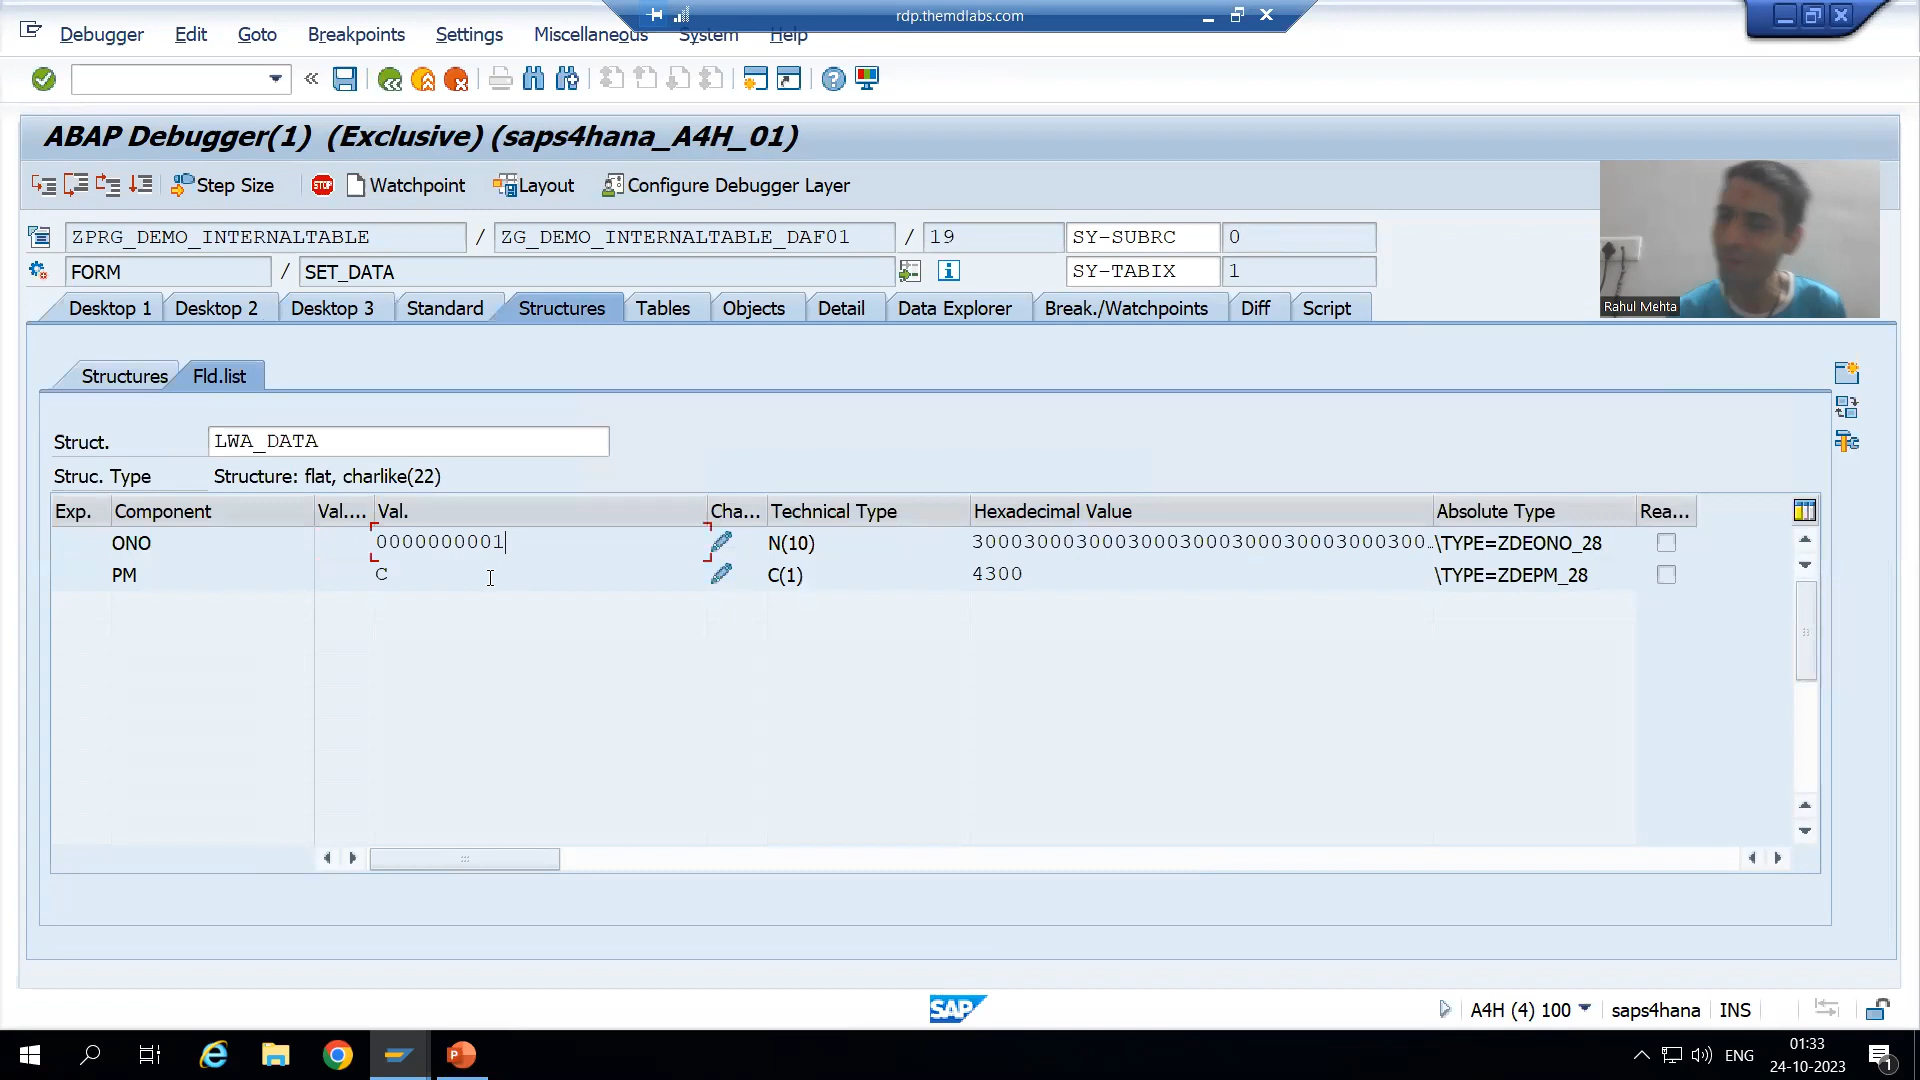 rdp.themdlabs.com
Debugger Edit Goto Breakpoints Settings Miscellaneous System Help
ABAP Debugger(1) (Exclusive) (saps4hana_A4H_01)
Step Size STOP Watchpoint Layout Configure Debugger Layer
ZPRG_DEMO_INTERNALTABLE / ZG_DEMO_INTERNALTABLE_DAF01 / 19 SY-SUBRC 0
FORM / SET_DATA SY-TABIX 1
Rahul Mehta
Desktop 1 Desktop 2 Desktop 3 Standard Structures Tables Objects Detail Data Explorer Break./Watchpoints Diff Script
Structures Fld.list
Struct. LWA_DATA
Struc. Type Structure: flat, charlike(22)
Exp. Component Val.... Val. Cha... Technical Type Hexadecimal Value Absolute Type Rea...
ONO 0000000001 N(10) 30003000300030003000300030003000300... \TYPE=ZDEONO_28
PM C C(1) 4300 \TYPE=ZDEPM_28
SAP A4H (4) 100 saps4hana INS
ENG 01:33
24-10-2023 1